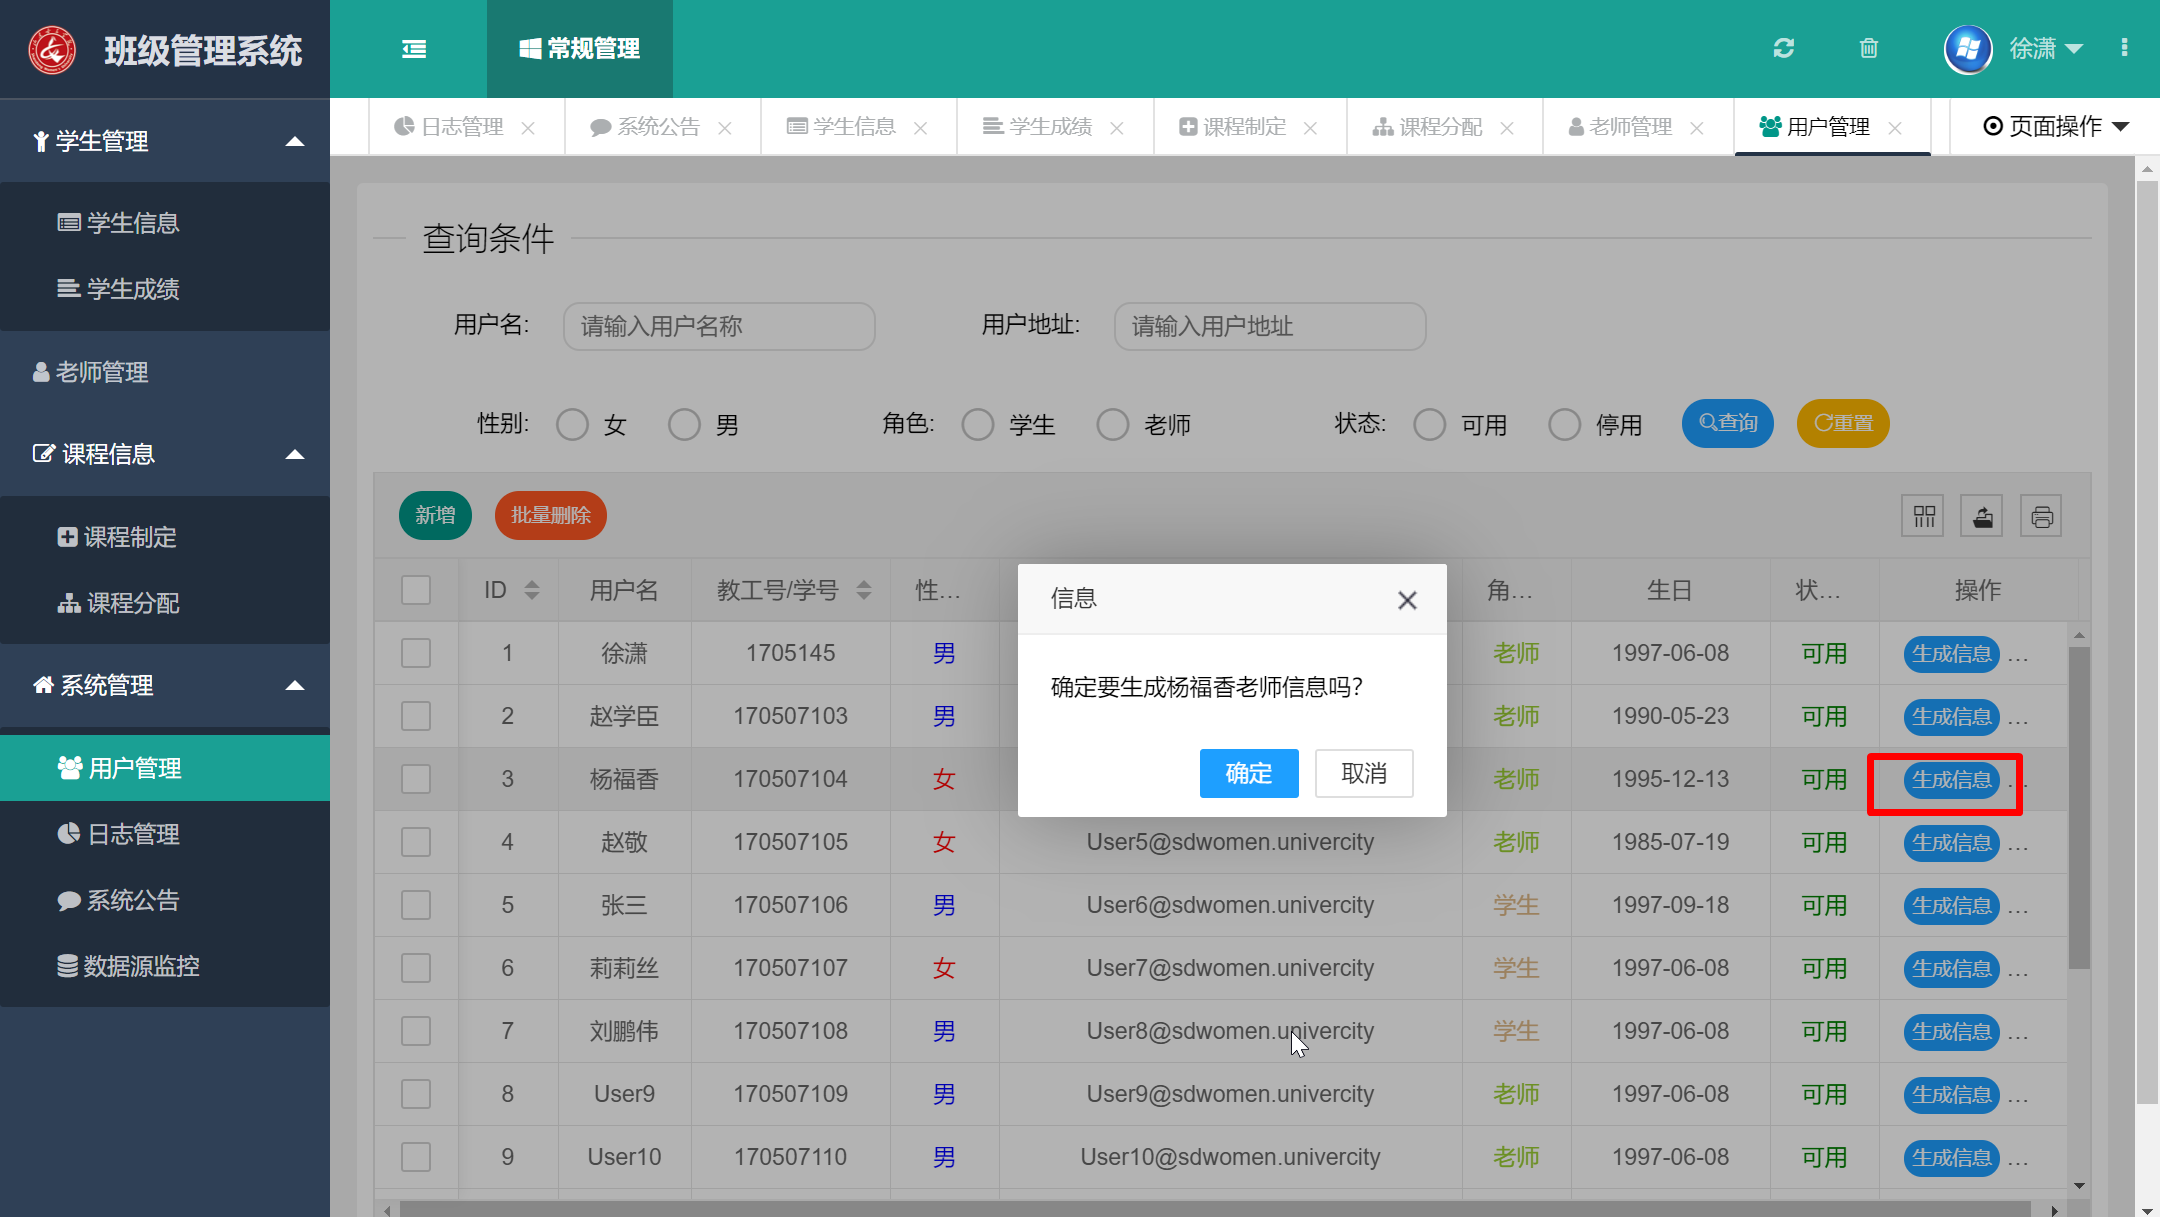 班级管理系统
常规管理
徐潇
学生管理
学生信息
学生成绩
老师管理
课程信息
课程制定
课程分配
系统管理
用户管理
日志管理
系统公告
数据源监控
日志管理 系统公告 学生信息 学生成绩 课程制定 课程分配 老师管理 用户管理 页面操作
查询条件
用户名: 请输入用户名称 用户地址: 请输入用户地址
性别: 女 男 角色: 学生 老师 状态: 可用 停用 查询 重置
新增 批量删除
ID 用户名 教工号/学号 性... 角... 生日 状... 操作
1 徐潇 1705145 男 老师 1997-06-08 可用 生成信息 ...
2 赵学臣 170507103 男 老师 1990-05-23 可用 生成信息 ...
3 杨福香 170507104 女 老师 1995-12-13 可用 生成信息
4 赵敬 170507105 女 User5@sdwomen.univercity 老师 1985-07-19 可用 生成信息 ...
5 张三 170507106 男 User6@sdwomen.univercity 学生 1997-09-18 可用 生成信息 ...
6 莉莉丝 170507107 女 User7@sdwomen.univercity 学生 1997-06-08 可用 生成信息 ...
7 刘鹏伟 170507108 男 User8@sdwomen.univercity 学生 1997-06-08 可用 生成信息 ...
8 User9 170507109 男 User9@sdwomen.univercity 老师 1997-06-08 可用 生成信息 ...
9 User10 170507110 男 User10@sdwomen.univercity 老师 1997-06-08 可用 生成信息 ...
信息
确定要生成杨福香老师信息吗?
确定 取消